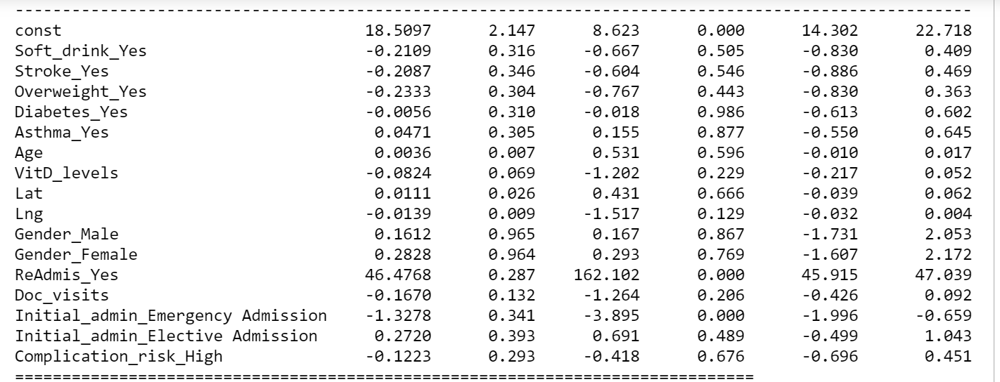 ------------------------------------------------------------------------------------------------------
const 18.5097 2.147 8.623 0.000 14.302 22.718
Soft_drink_Yes -0.2109 0.316 -0.667 0.505 -0.830 0.409
Stroke_Yes -0.2087 0.346 -0.604 0.546 -0.886 0.469
Overweight_Yes -0.2333 0.304 -0.767 0.443 -0.830 0.363
Diabetes_Yes -0.0056 0.310 -0.018 0.986 -0.613 0.602
Asthma_Yes 0.0471 0.305 0.155 0.877 -0.550 0.645
Age 0.0036 0.007 0.531 0.596 -0.010 0.017
VitD_levels -0.0824 0.069 -1.202 0.229 -0.217 0.052
Lat 0.0111 0.026 0.431 0.666 -0.039 0.062
Lng -0.0139 0.009 -1.517 0.129 -0.032 0.004
Gender_Male 0.1612 0.965 0.167 0.867 -1.731 2.053
Gender_Female 0.2828 0.964 0.293 0.769 -1.607 2.172
ReAdmis_Yes 46.4768 0.287 162.102 0.000 45.915 47.039
Doc_visits -0.1670 0.132 -1.264 0.206 -0.426 0.092
Initial_admin_Emergency Admission -1.3278 0.341 -3.895 0.000 -1.996 -0.659
Initial_admin_Elective Admission 0.2720 0.393 0.691 0.489 -0.499 1.043
Complication_risk_High -0.1223 0.293 -0.418 0.676 -0.696 0.451
==============================================================================